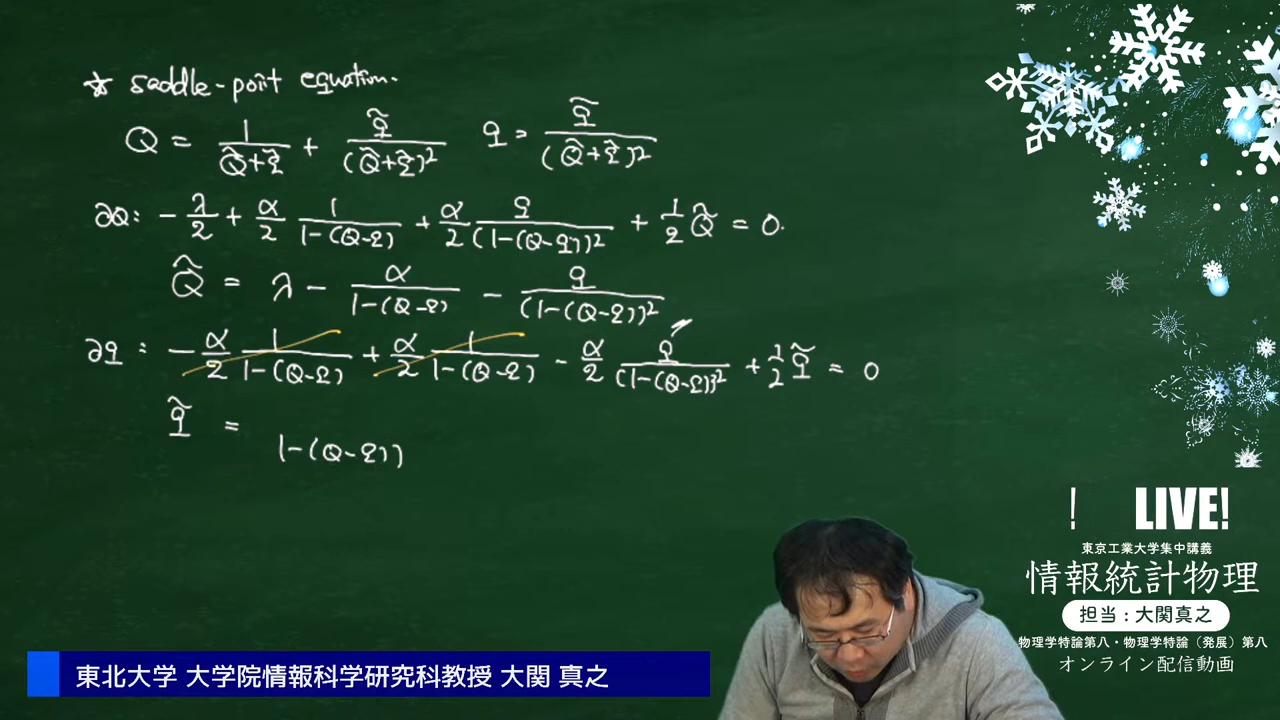 ☆ saddle-point equation.
Q = 1/(Q̃+q̃) + q̃/(Q̃+q̃)² q = q̃/(Q̃+q̃)²
∂Q: -λ/2 + α/2 1/(1-(Q-q)) + α/2 q/(1-(Q-q))² + 1/2 Q̃ = 0.
Q̃ = λ - α/(1-(Q-q)) - q/(1-(Q-q))²
∂q: -α/2 1/(1-(Q-q)) + α/2 1/(1-(Q-q)) - α/2 q/(1-(Q-q))² + 1/2 q̃ = 0
q̃ =
1-(Q-q))
! LIVE!
東京工業大学集中講義
情報統計物理
担当:大関真之
物理学特論第八・物理学特論(発展)第八
オンライン配信動画
東北大学 大学院情報科学研究科教授 大関 真之